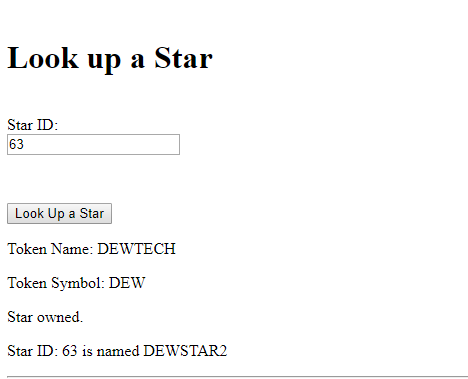 Look up a Star
Star ID:
63
Look Up a Star
Token Name: DEWTECH
Token Symbol: DEW
Star owned.
Star ID: 63 is named DEWSTAR2